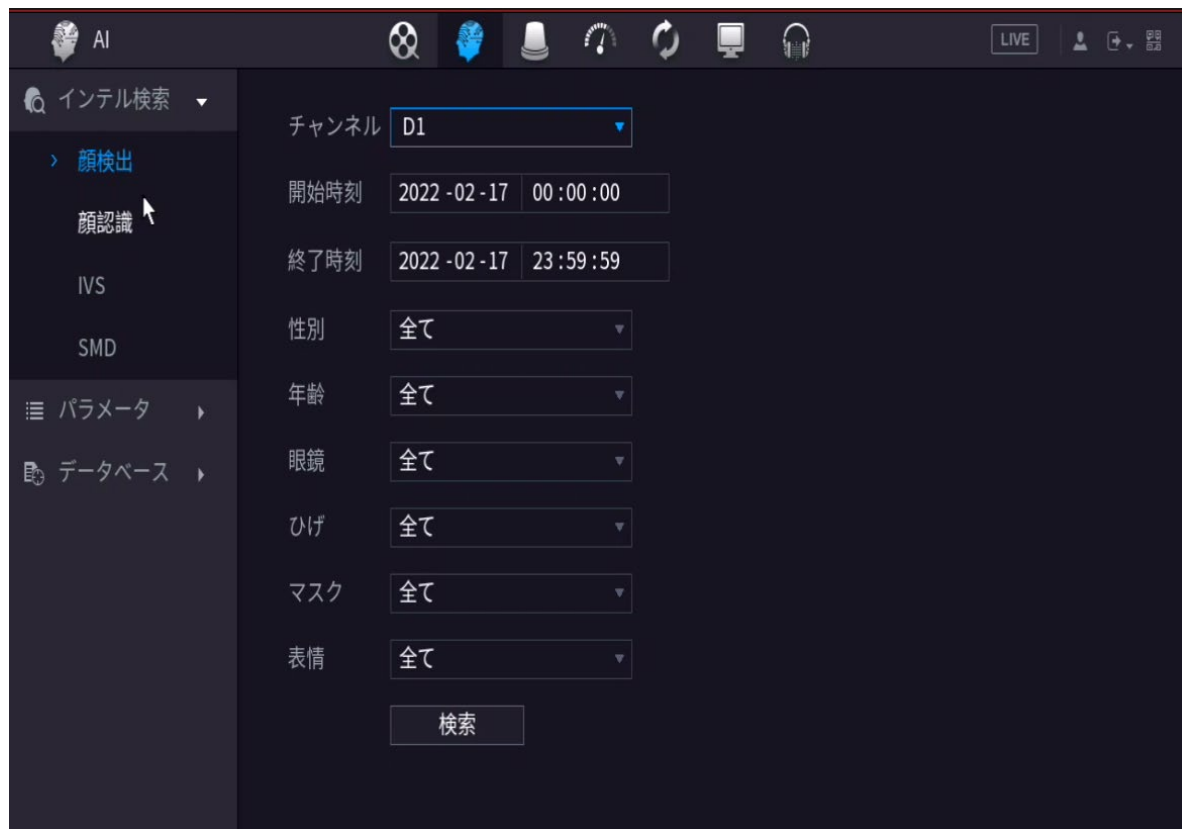 AI
LIVE
インテル検索
顔検出
顔認識
IVS
SMD
パラメータ
データベース
チャンネル D1
開始時刻 2022 -02 -17 00 :00 :00
終了時刻 2022 -02 -17 23 :59 :59
性別 全て
年齢 全て
眼鏡 全て
ひげ 全て
マスク 全て
表情 全て
検索